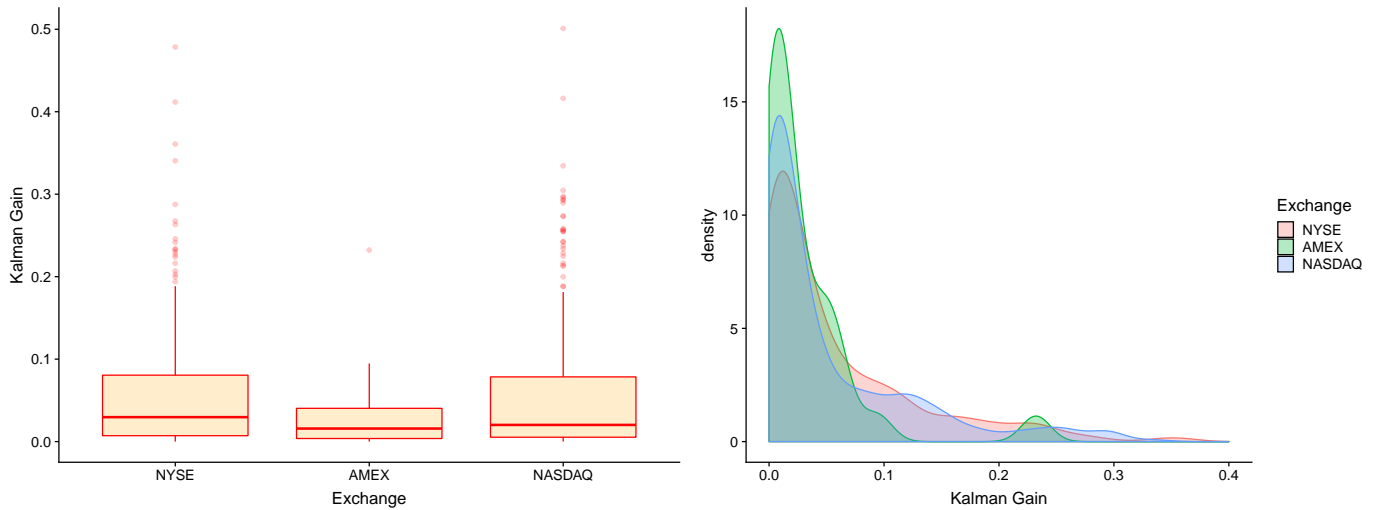 Kalman Gain
0.5
0.4
0.3
0.2
0.1
0.0
NYSE
AMEX
NASDAQ
Exchange
density
15
10
5
0
0.0
0.1
0.2
0.3
0.4
Kalman Gain
Exchange
NYSE
AMEX
NASDAQ